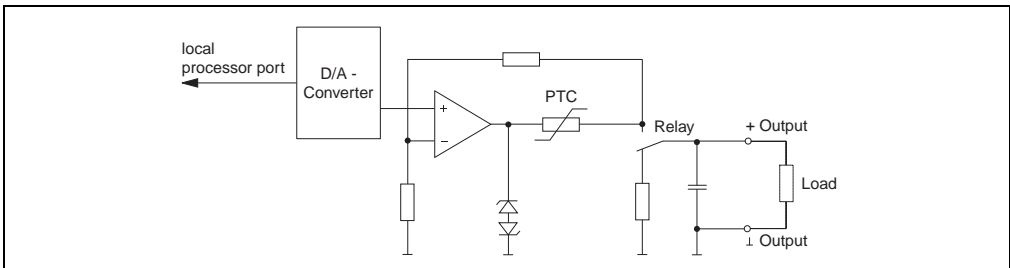 local
processor port
D/A -
Converter
+
−
PTC
Relay
+ Output
Load
⊥ Output